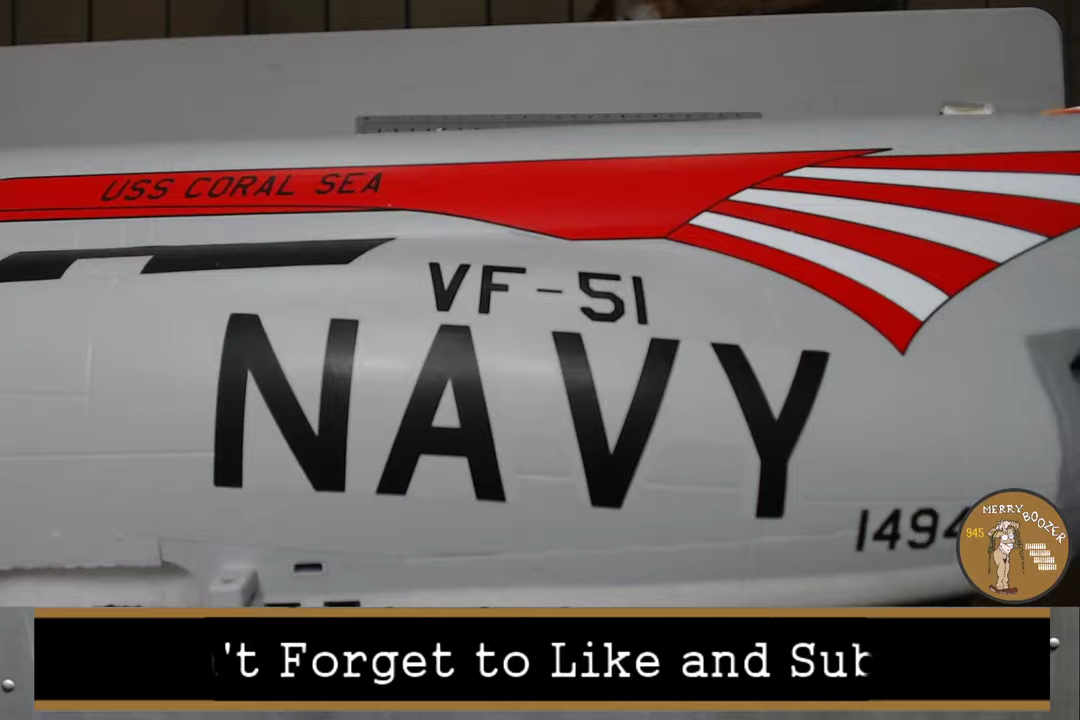 USS CORAL SEA
VF-51
NAVY
1494
MERRY BOOZER
945
't Forget to Like and Sub